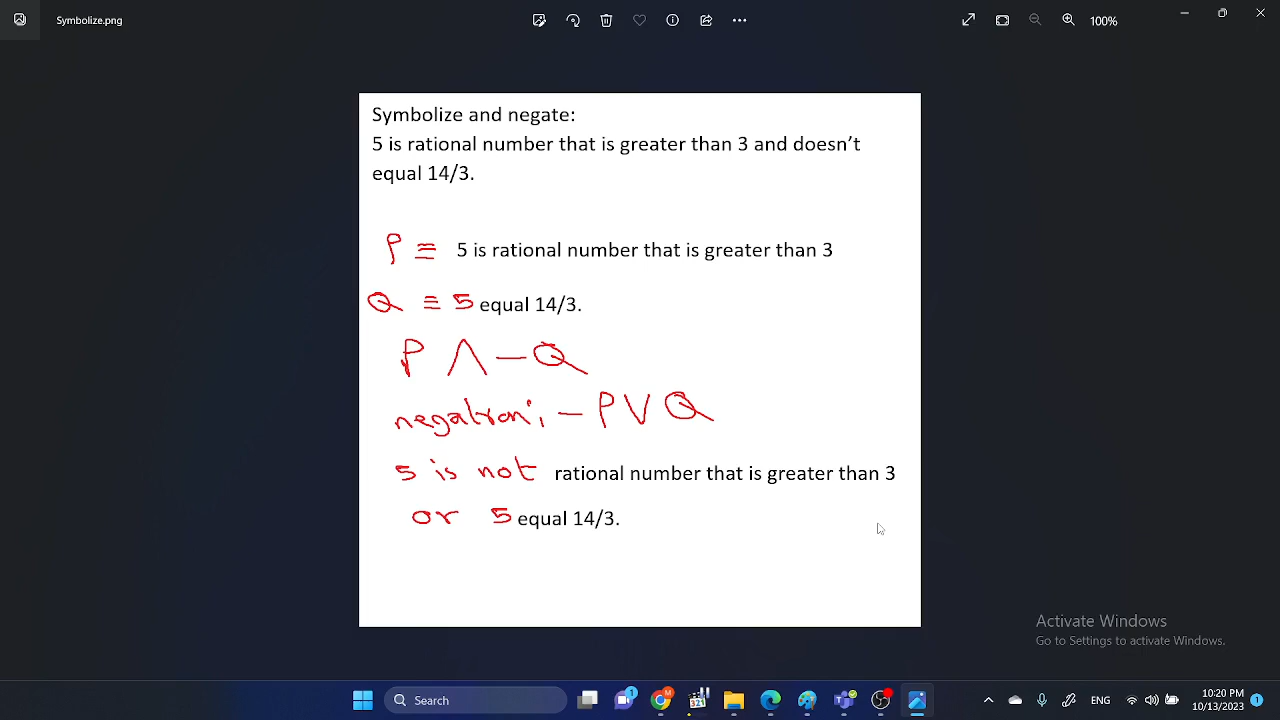 Symbolize.png
100%
Symbolize and negate:
5 is rational number that is greater than 3 and doesn’t
equal 14/3.
P ≡ 5 is rational number that is greater than 3
Q ≡ 5 equal 14/3.
P ∧ – Q
negation: – P ∨ Q
5 is not rational number that is greater than 3
or 5 equal 14/3.
Activate Windows
Go to Settings to activate Windows.
Search
1
M
321
ENG
10:20 PM
10/13/2023
1